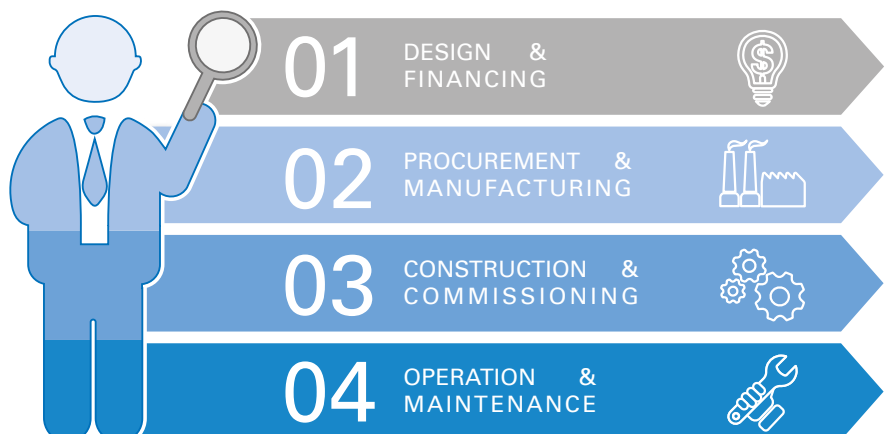 01
DESIGN &
FINANCING
$
02
PROCUREMENT &
MANUFACTURING
03
CONSTRUCTION &
COMMISSIONING
04
OPERATION &
MAINTENANCE